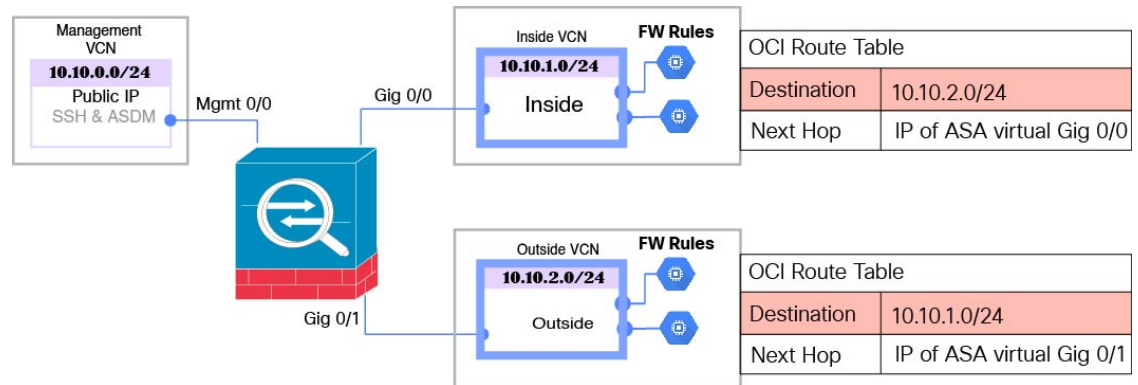 Management
VCN
10.10.0.0/24
Public IP
SSH & ASDM
Mgmt 0/0
Gig 0/0
Inside VCN
10.10.1.0/24
Inside
FW Rules
OCI Route Table
Destination 10.10.2.0/24
Next Hop IP of ASA virtual Gig 0/0
Gig 0/1
Outside VCN
10.10.2.0/24
Outside
FW Rules
OCI Route Table
Destination 10.10.1.0/24
Next Hop IP of ASA virtual Gig 0/1